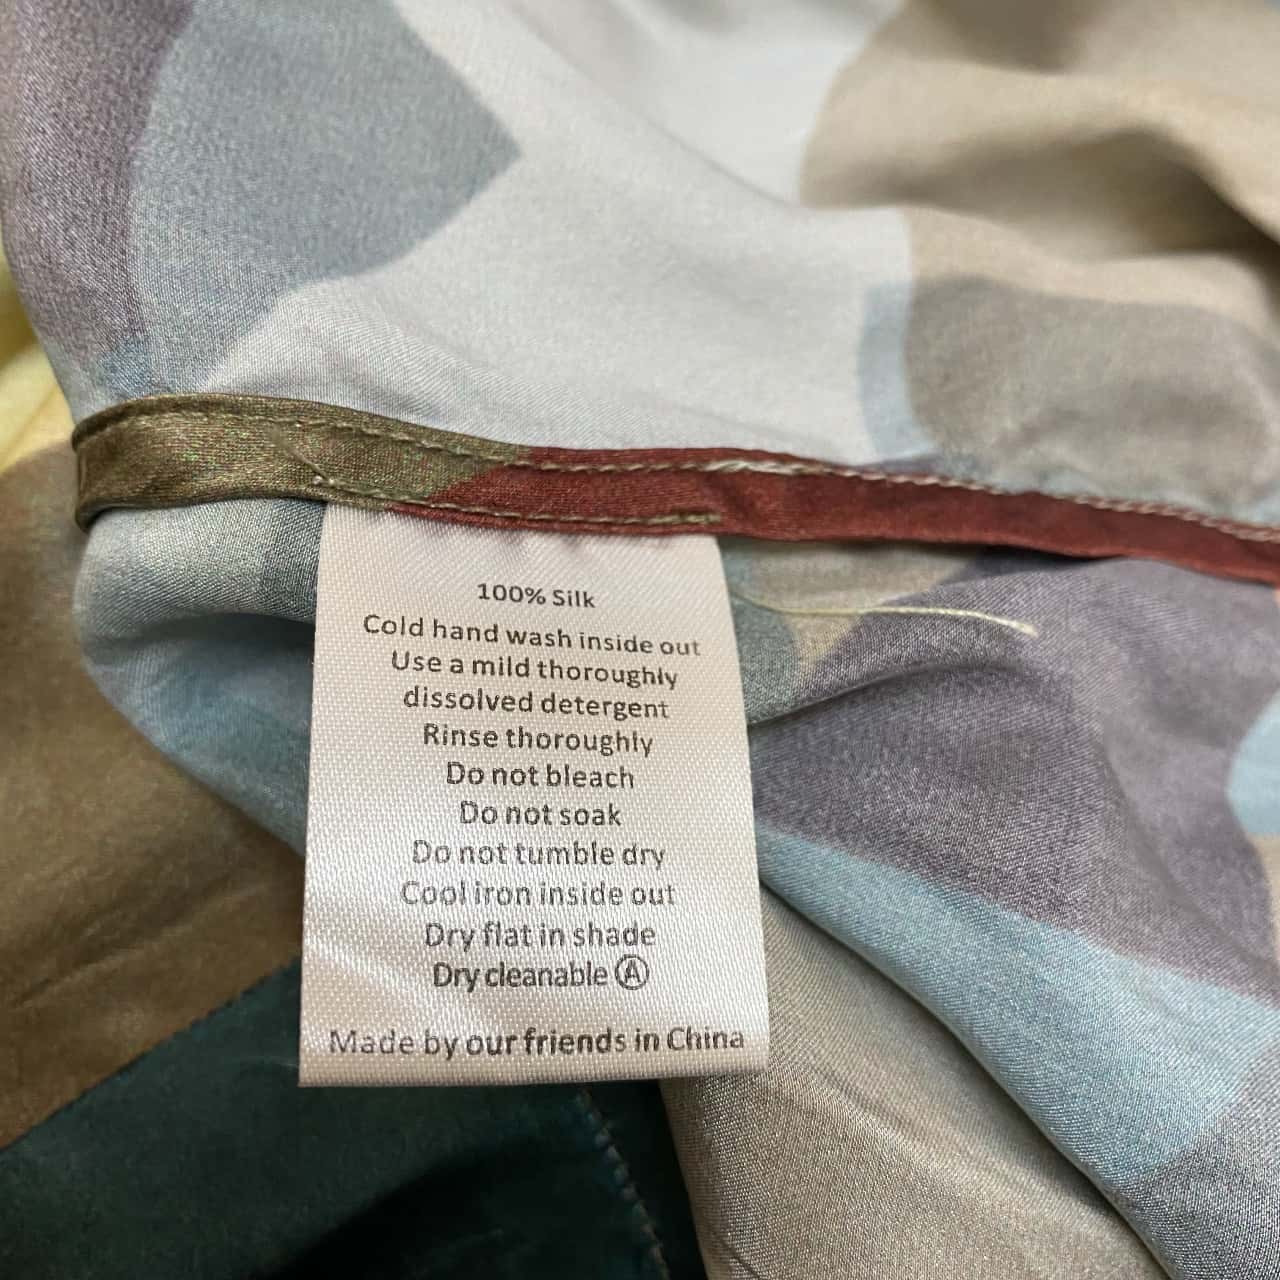 100% Silk
Cold hand wash inside out
Use a mild thoroughly
dissolved detergent
Rinse thoroughly
Do not bleach
Do not soak
Do not tumble dry
Cool iron inside out
Dry flat in shade
Dry cleanable Ⓐ
Made by our friends in China